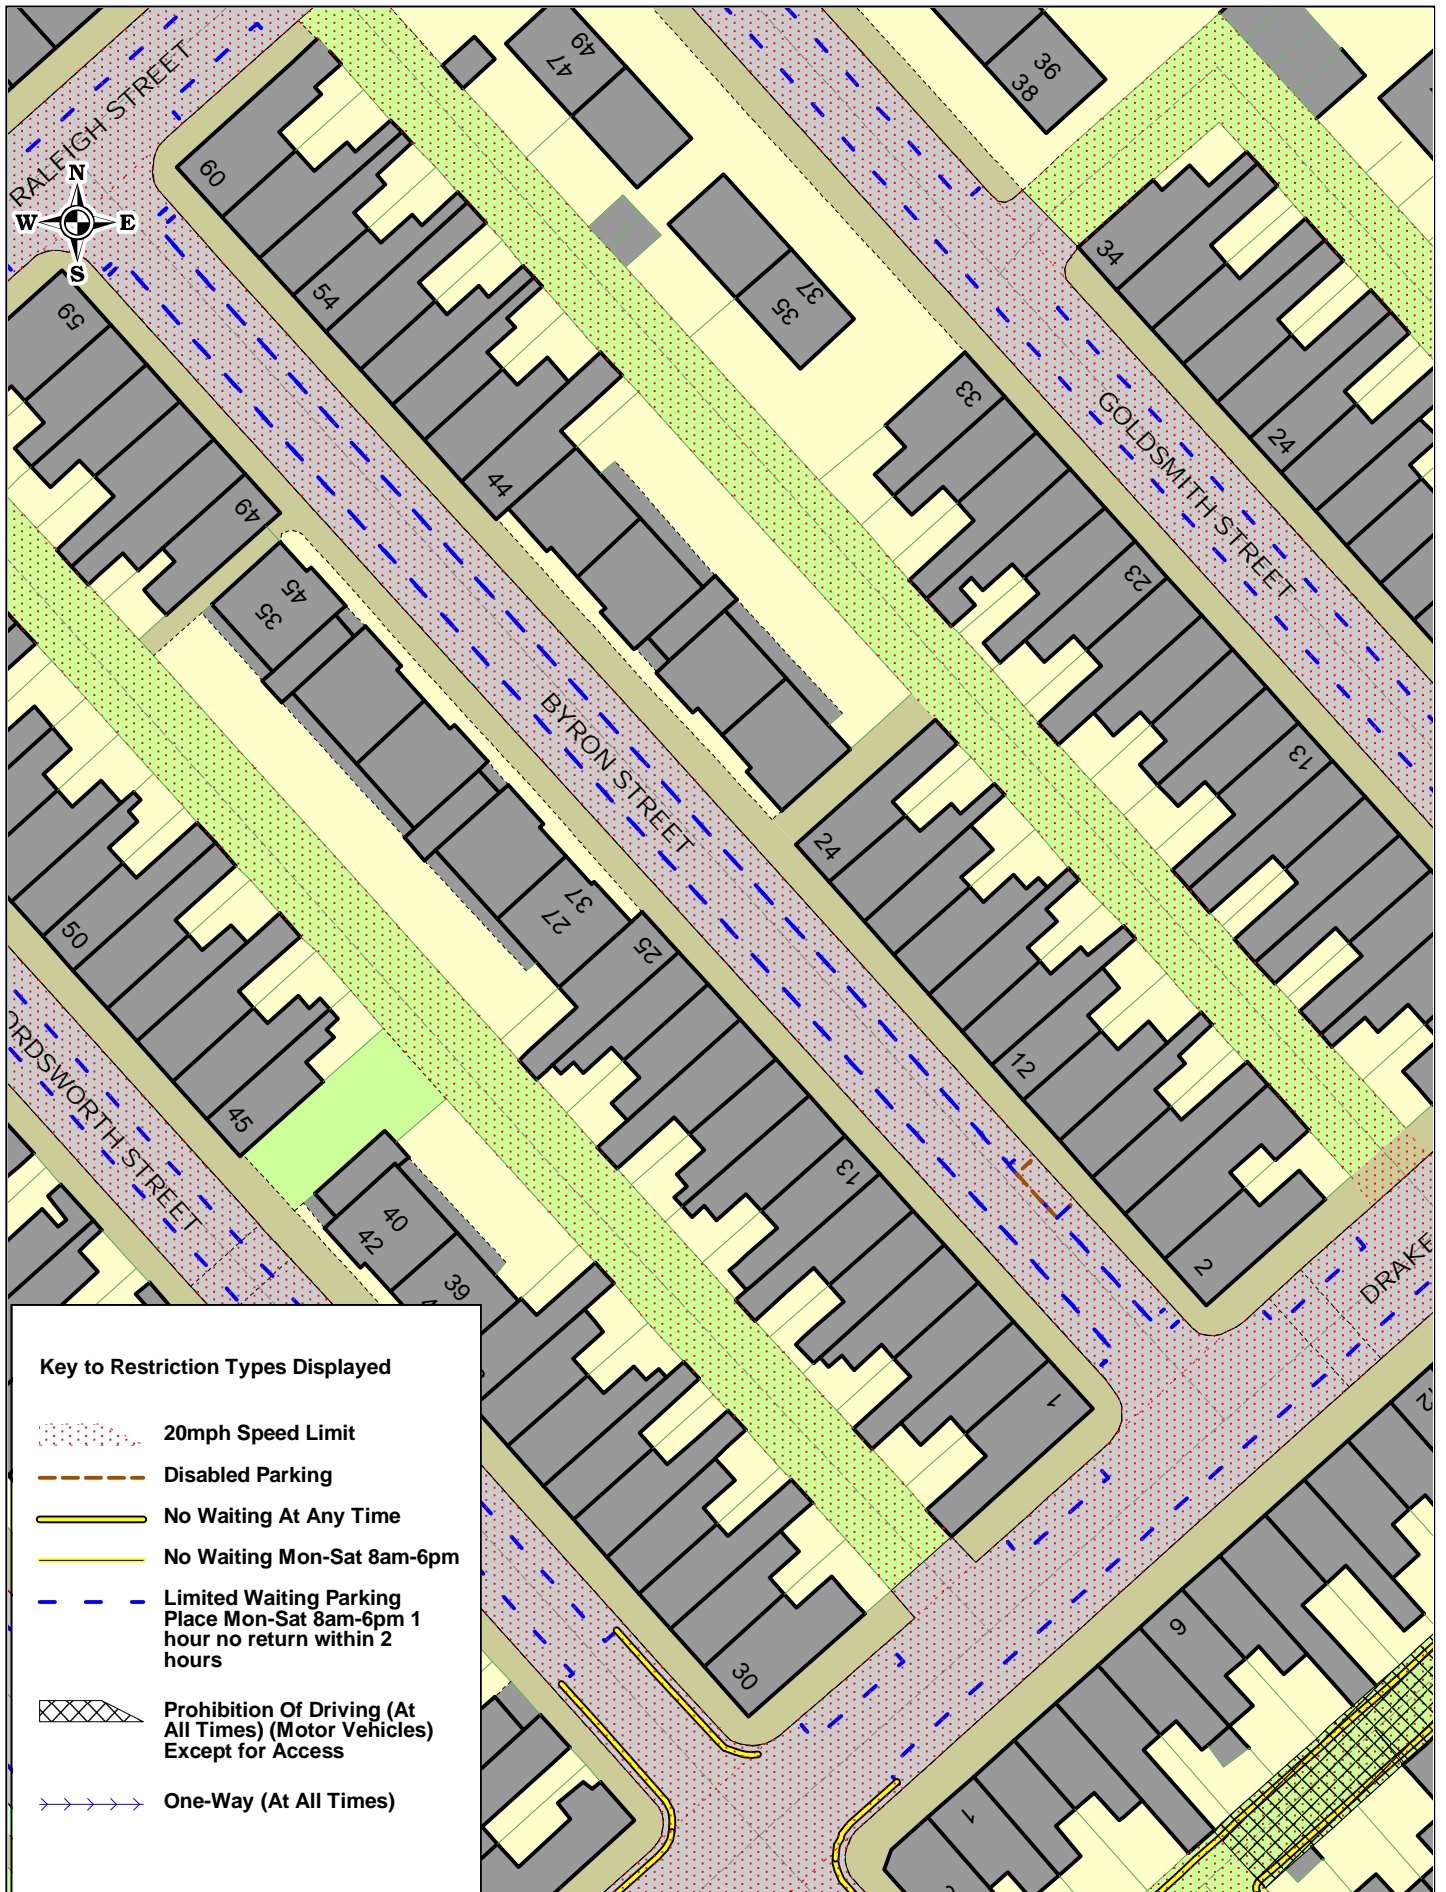 RALEIGH STREET
N
W E
S
49
47
36
38
60
59
54
37
35
34
33
GOLDSMITH STREET
24
44
49
45
35
23
13
BYRON STREET
24
37
27
25
50
12
ORDSWORTH STREET
45
13
40
42
39
2
DRAKE
1
30
9
1
Key to Restriction Types Displayed
20mph Speed Limit
Disabled Parking
No Waiting At Any Time
No Waiting Mon-Sat 8am-6pm
Limited Waiting Parking
Place Mon-Sat 8am-6pm 1
hour no return within 2
hours
Prohibition Of Driving (At
All Times) (Motor Vehicles)
Except for Access
One-Way (At All Times)